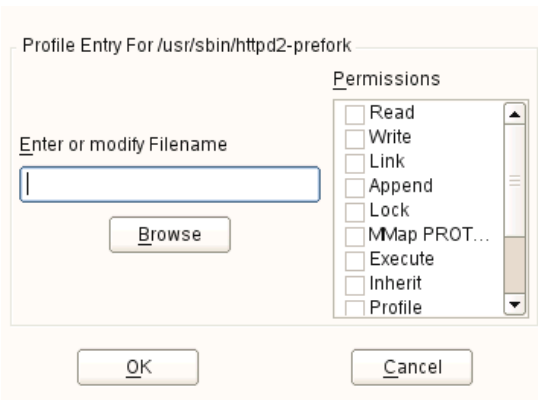 Profile Entry For /usr/sbin/httpd2-prefork
Enter or modify Filename
Browse
Permissions
Read
Write
Link
Append
Lock
MMap PROT...
Execute
Inherit
Profile
OK
Cancel